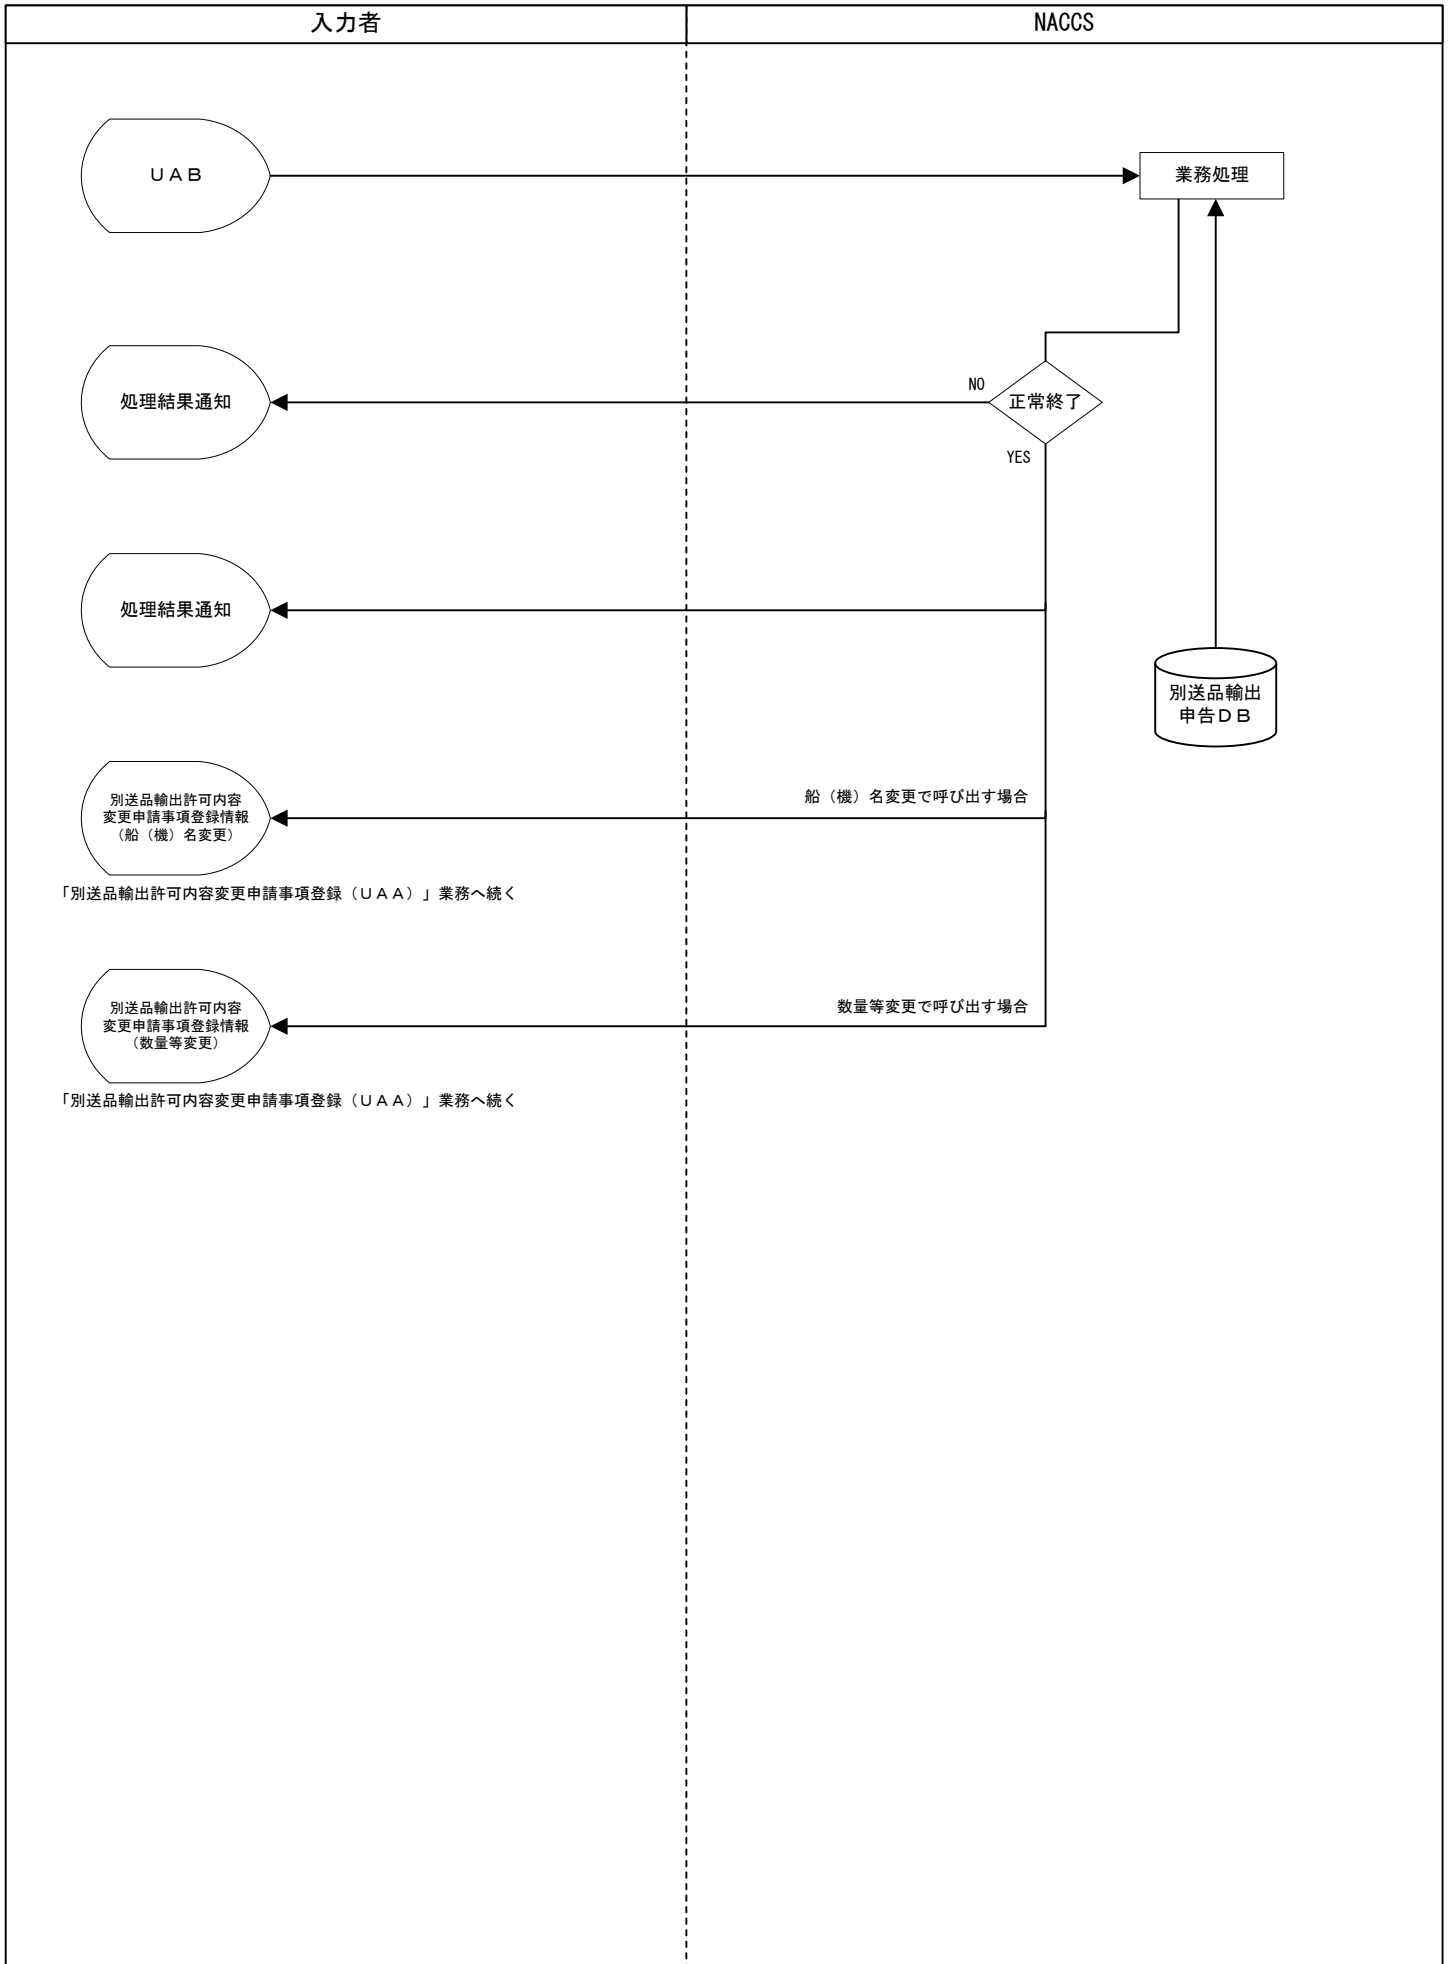 入力者
NACCS
ＵＡＢ
業務処理
処理結果通知
NO
正常終了
YES
処理結果通知
別送品輸出
申告ＤＢ
船（機）名変更で呼び出す場合
別送品輸出許可内容
変更申請事項登録情報
（船（機）名変更）
「別送品輸出許可内容変更申請事項登録（ＵＡＡ）」業務へ続く
数量等変更で呼び出す場合
別送品輸出許可内容
変更申請事項登録情報
（数量等変更）
「別送品輸出許可内容変更申請事項登録（ＵＡＡ）」業務へ続く